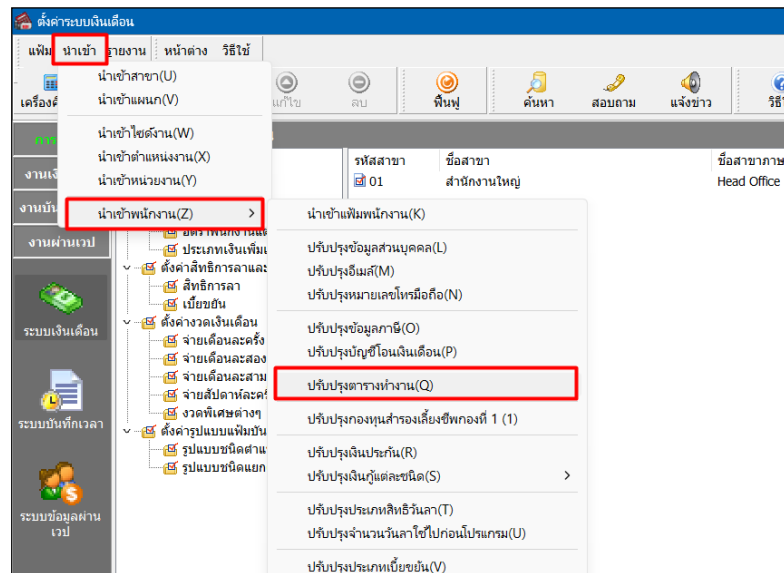 ตั้งค่าระบบเงินเดือน
แฟ้ม นำเข้า รายงาน หน้าต่าง วิธีใช้
แก้ไข ลบ ฟื้นฟู ค้นหา สอบถาม แจ้งข่าว
นำเข้าสาขา(U)
นำเข้าแผนก(V)
นำเข้าไซด์งาน(W)
นำเข้าตำแหน่งงาน(X)
นำเข้าหน่วยงาน(Y)
นำเข้าพนักงาน(Z)
รหัสสาขา ชื่อสาขา
01 สำนักงานใหญ่ Head Office
นำเข้าแฟ้มพนักงาน(K)
ปรับปรุงข้อมูลส่วนบุคคล(L)
ปรับปรุงอีเมล์(M)
ปรับปรุงหมายเลขโทรมือถือ(N)
ปรับปรุงข้อมูลภาษี(O)
ปรับปรุงบัญชีโอนเงินเดือน(P)
ปรับปรุงตารางทำงาน(Q)
ปรับปรุงกองทุนสำรองเลี้ยงชีพกองที่ 1 (1)
ปรับปรุงเงินประกัน(R)
ปรับปรุงเงินกู้แต่ละชนิด(S)
ปรับปรุงประเภทสิทธิวันลา(T)
ปรับปรุงจำนวนวันลาใช้ไปก่อนโปรแกรม(U)
ปรับปรุงประเภทเบี้ยขยัน(V)
งานผ่านเวป
ระบบเงินเดือน
ระบบบันทึกเวลา
ระบบข้อมูลผ่าน
เวป
ตั้งค่าสิทธิการลาและ
สิทธิการลา
เบี้ยขยัน
ตั้งค่างวดเงินเดือน
จ่ายเดือนละครั้ง
จ่ายเดือนละสอง
จ่ายเดือนละสาม
จ่ายสัปดาห์ละ
งวดพิเศษต่างๆ
ตั้งค่ารูปแบบแฟ้ม
รูปแบบชนิด
รูปแบบชนิดแยก